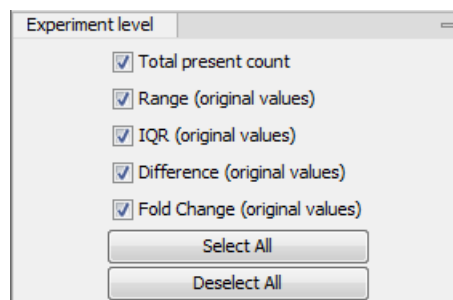 Experiment level
Total present count
Range (original values)
IQR (original values)
Difference (original values)
Fold Change (original values)
Select All
Deselect All